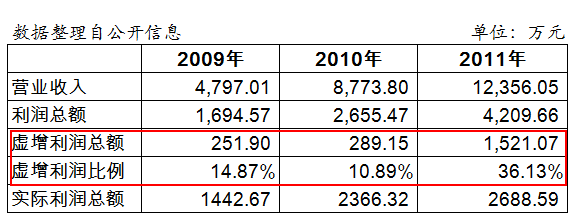 数据整理自公开信息 单位：万元
2009年 2010年 2011年
营业收入 4,797.01 8,773.80 12,356.05
利润总额 1,694.57 2,655.47 4,209.66
虚增利润总额 251.90 289.15 1,521.07
虚增利润比例 14.87% 10.89% 36.13%
实际利润总额 1442.67 2366.32 2688.59